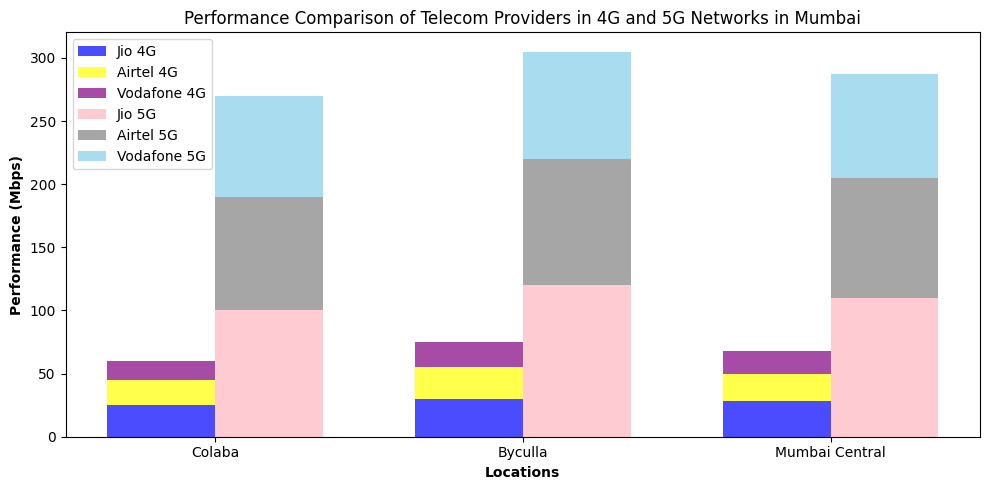 Performance Comparison of Telecom Providers in 4G and 5G Networks in Mumbai
Jio 4G
Airtel 4G
Vodafone 4G
Jio 5G
Airtel 5G
Vodafone 5G
Performance (Mbps)
300
250
200
150
100
50
0
Colaba
Byculla
Mumbai Central
Locations